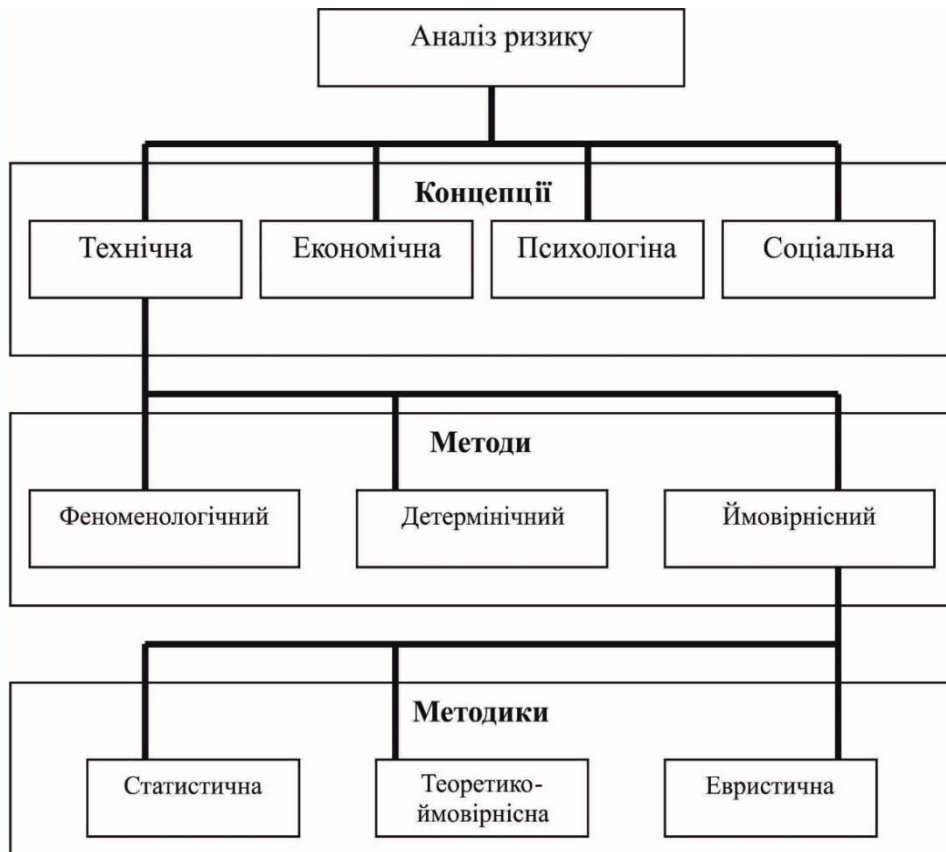 Аналіз ризику
Концепції
Технічна
Економічна
Психологіна
Соціальна
Методи
Феноменологічний
Детермінічний
Ймовірнісний
Методики
Статистична
Теоретико-
ймовірнісна
Евристична